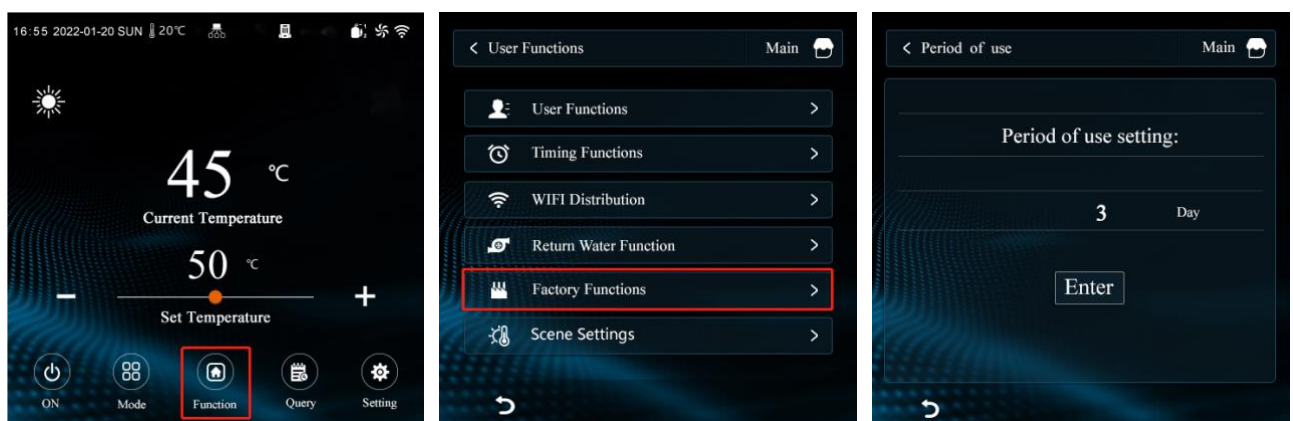 16:55 2022-01-20 SUN 20℃
45 ℃
Current Temperature
50 ℃
− +
Set Temperature
ON Mode Function Query Setting
< User Functions Main
User Functions >
Timing Functions >
WIFI Distribution >
Return Water Function >
Factory Functions >
Scene Settings >
< Period of use Main
Period of use setting:
3 Day
Enter